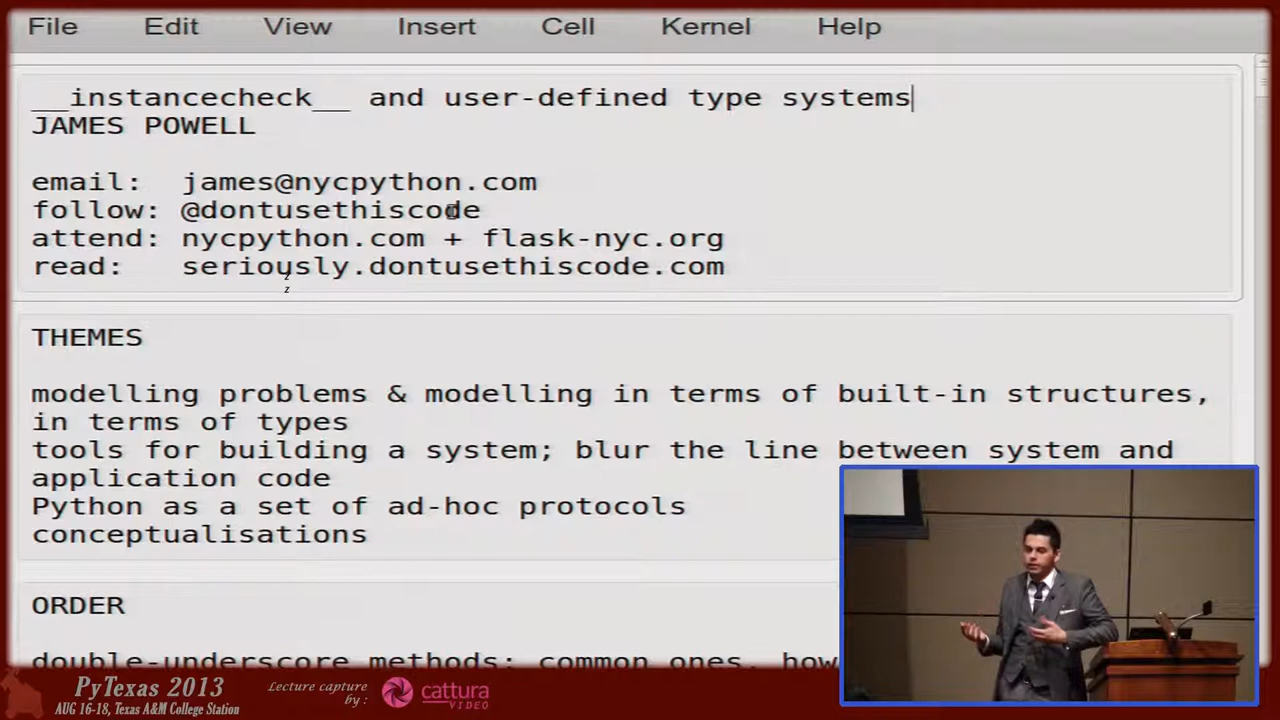 File Edit View Insert Cell Kernel Help
__instancecheck__ and user-defined type systems
JAMES POWELL
email: james@nycpython.com
follow: @dontusethiscode
attend: nycpython.com + flask-nyc.org
read: seriously.dontusethiscode.com
z
z
THEMES
modelling problems & modelling in terms of built-in structures,
in terms of types
tools for building a system; blur the line between system and
application code
Python as a set of ad-hoc protocols
conceptualisations
ORDER
double-underscore methods: common ones, how
PyTexas 2013
AUG 16-18, Texas A&M College Station
Lecture capture
by :
cattura
VIDEO